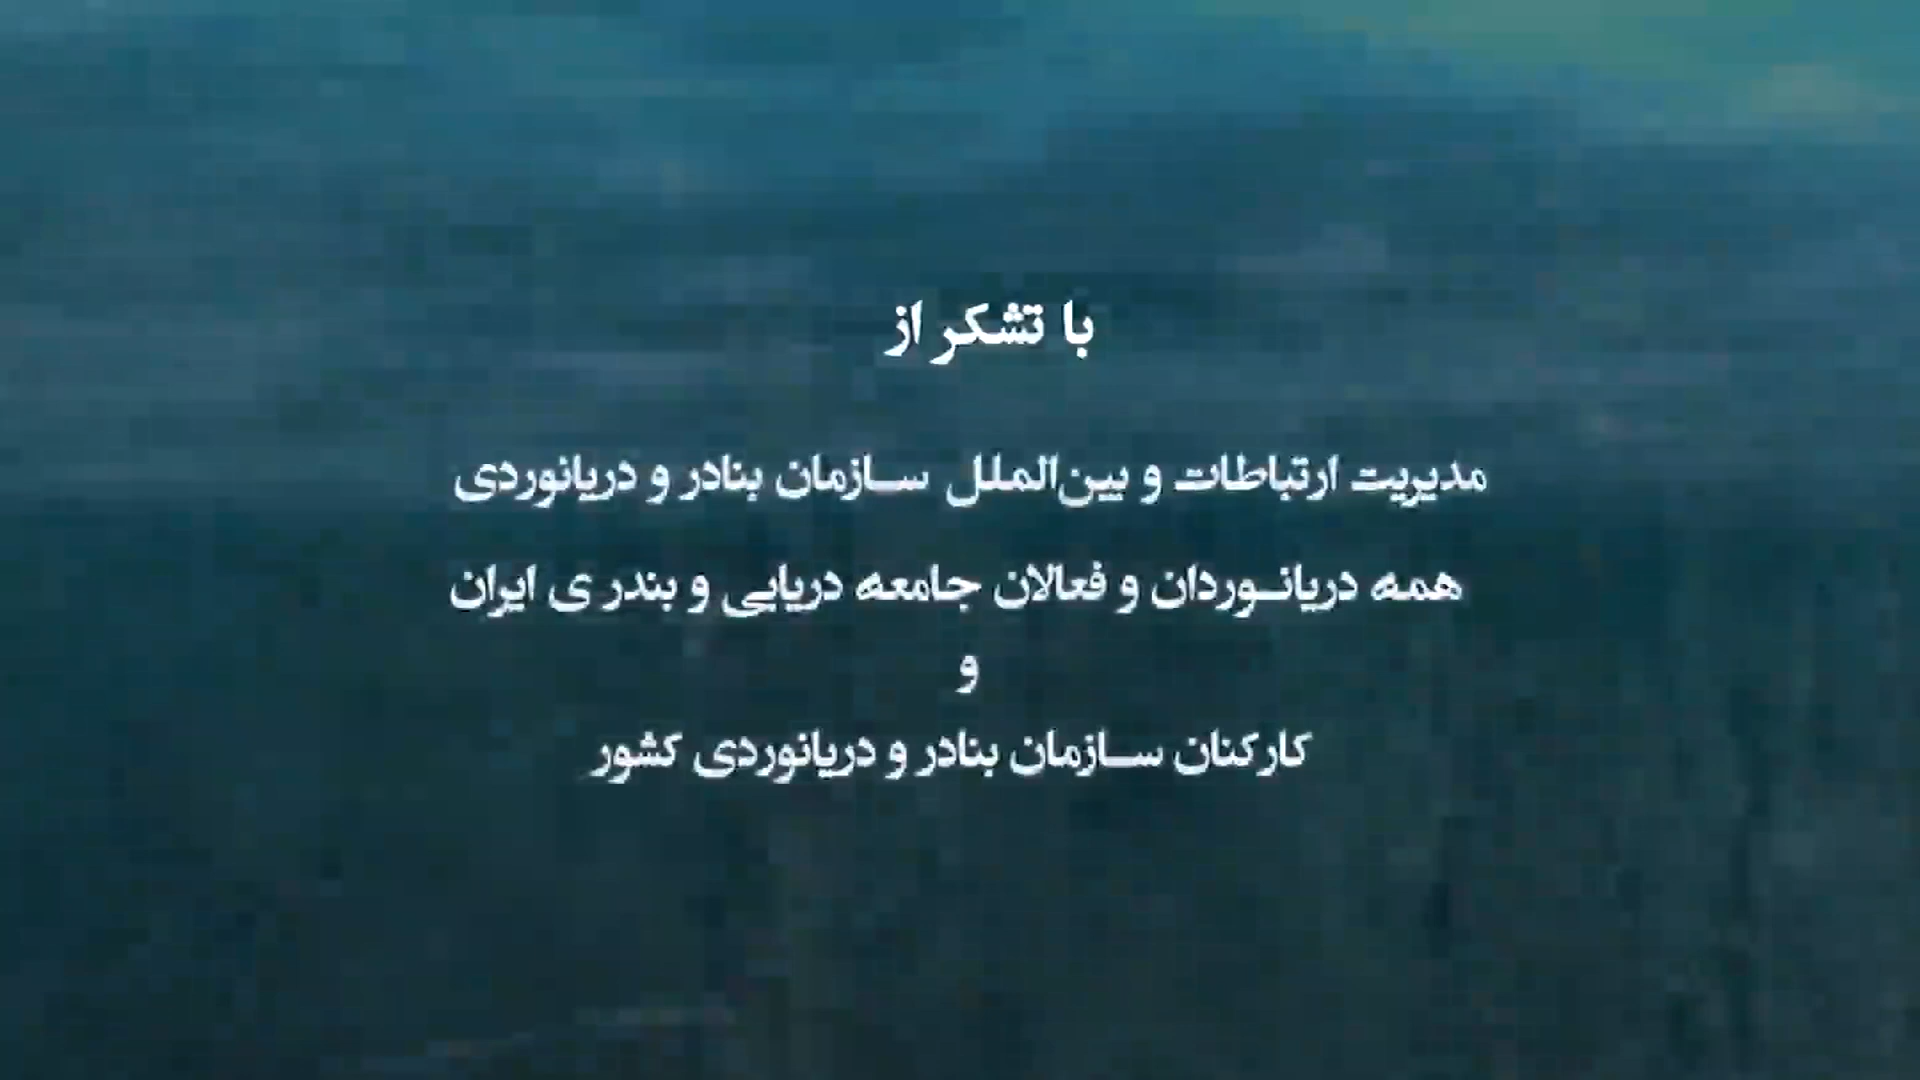 با تشکر از
مدیریت ارتباطات و بین‌الملل سازمان بنادر و دریانوردی
همه دریانوردان و فعالان جامعه دریایی و بندری ایران
و
کارکنان سازمان بنادر و دریانوردی کشور